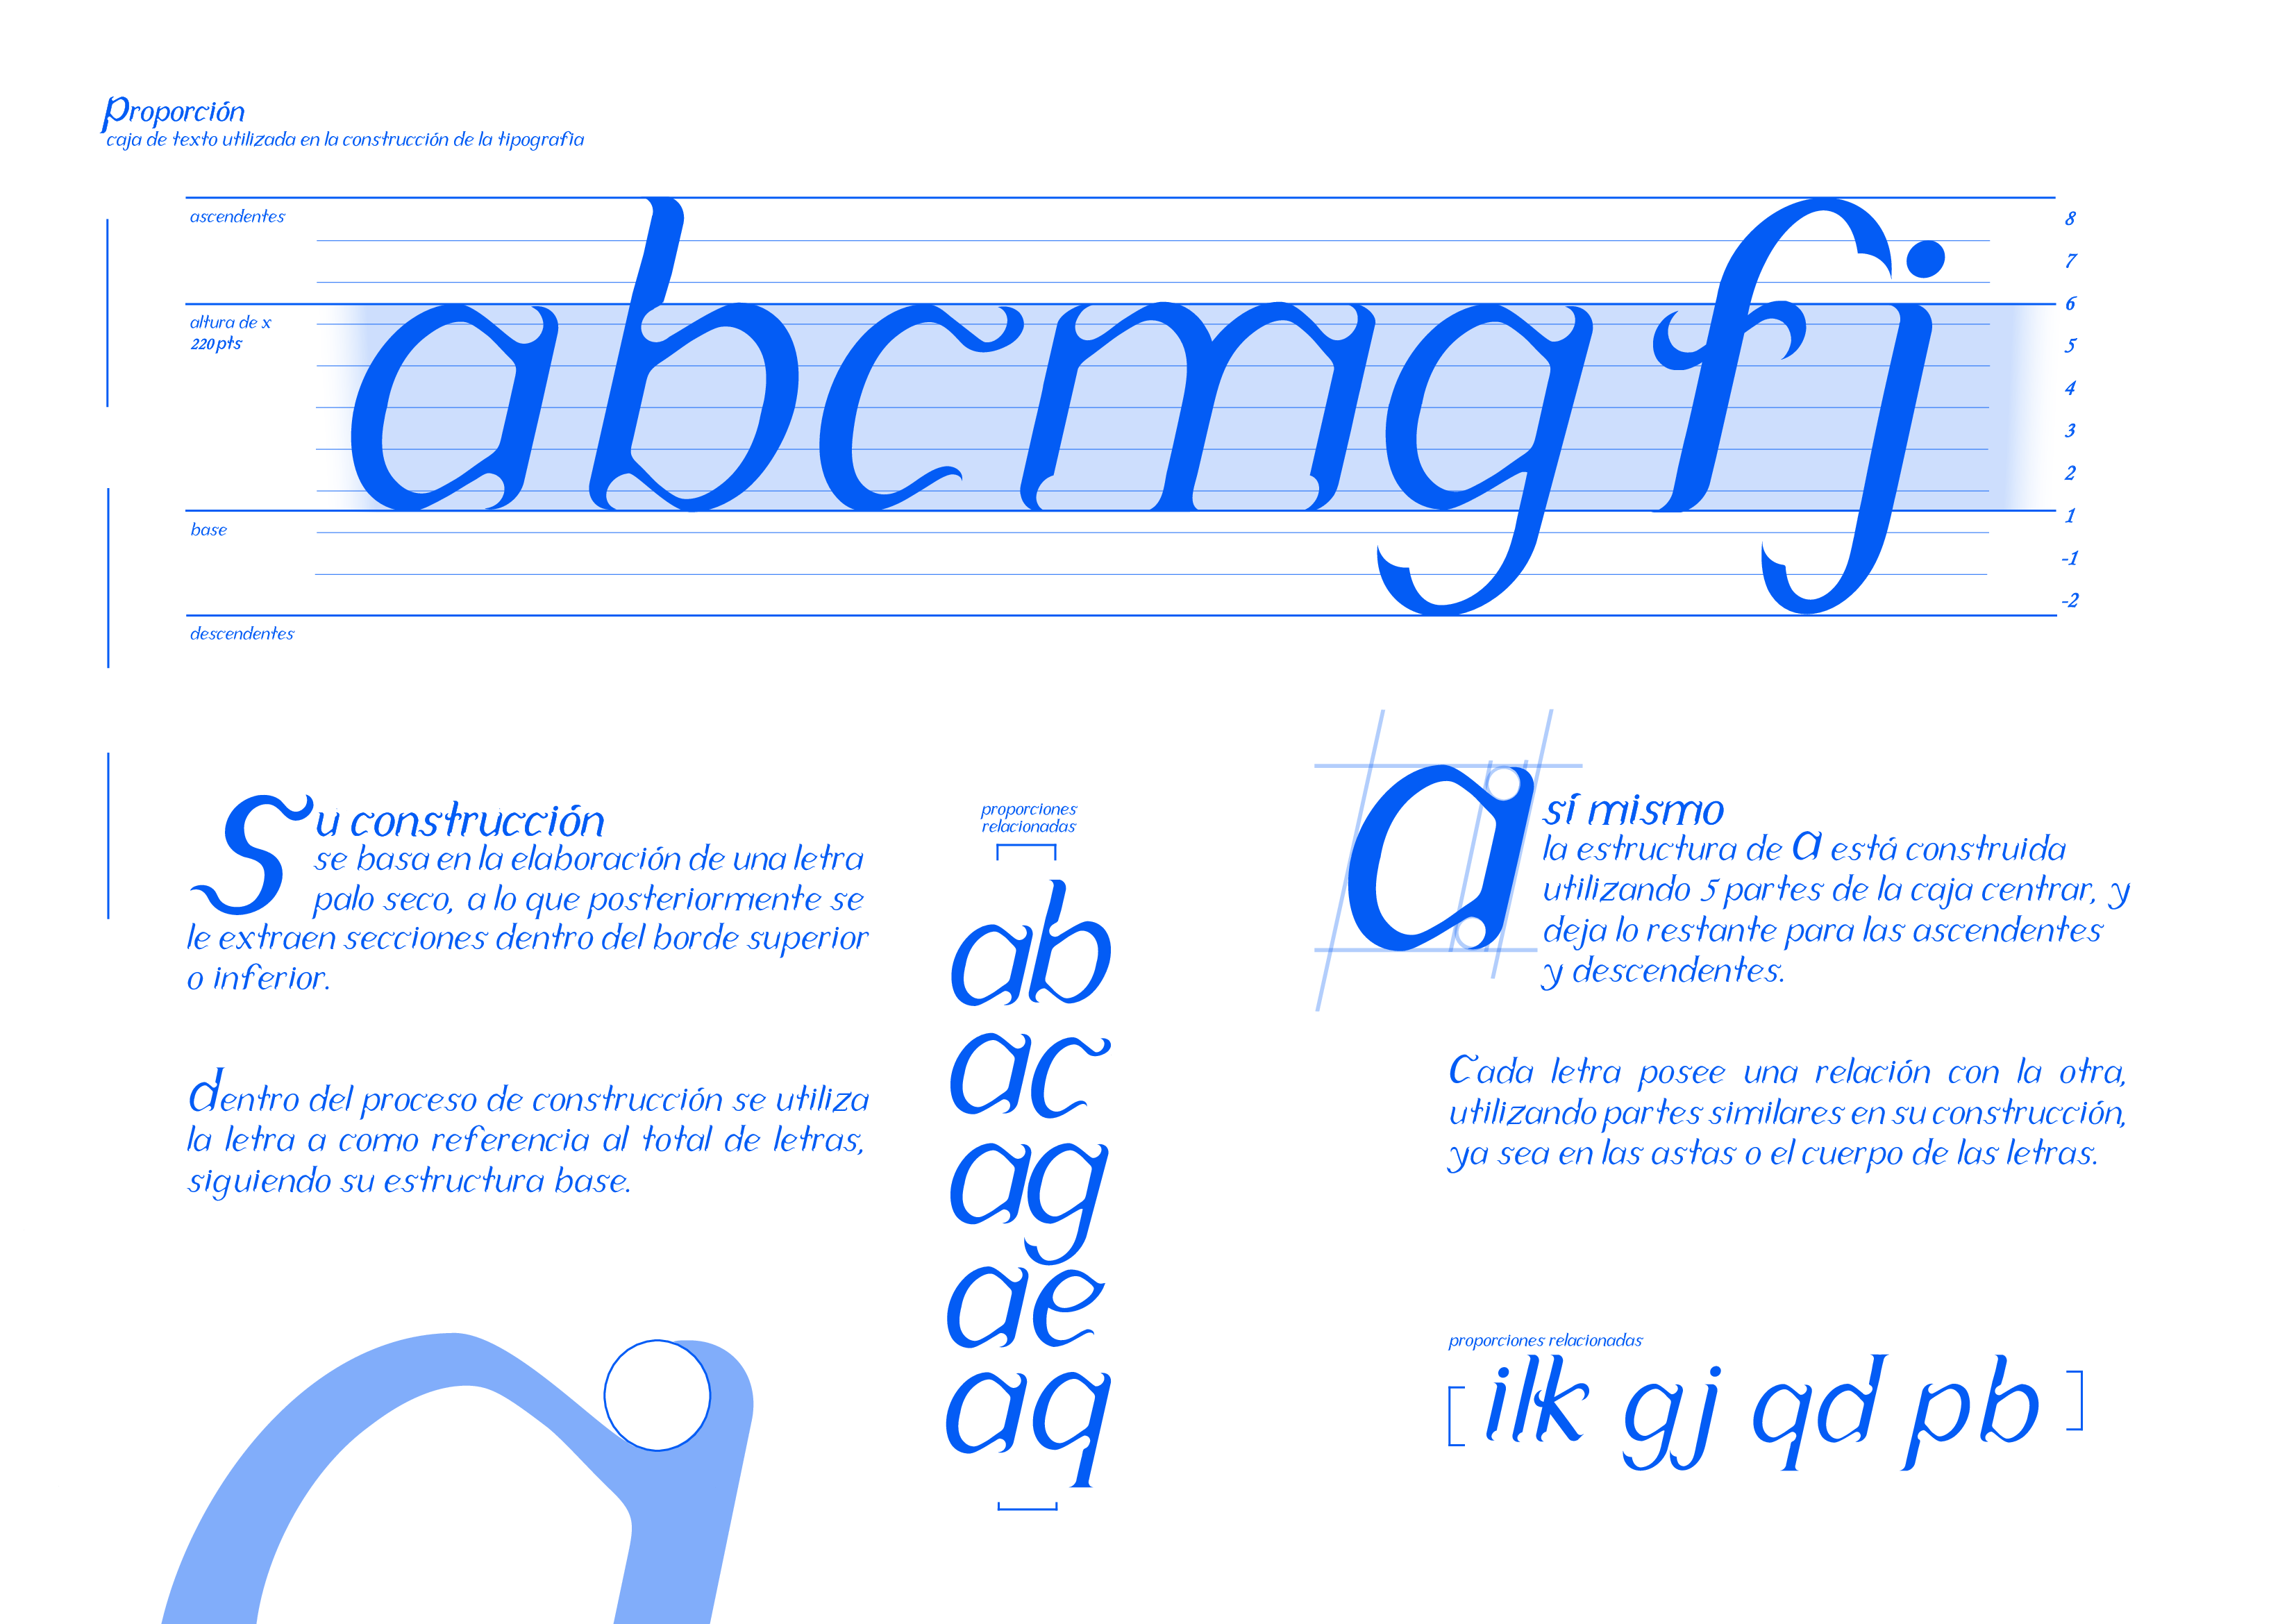 Proporción
caja de texto utilizada en la construcción de la tipografía
ascendentes
altura de x
220 pts
base
descendentes
abcmgfj
8
7
6
5
4
3
2
1
-1
-2
Su construcción
se basa en la elaboración de una letra
palo seco, a lo que posteriormente se
le extraen secciones dentro del borde superior
o inferior.
dentro del proceso de construcción se utiliza
la letra a como referencia al total de letras,
siguiendo su estructura base.
proporciones
relacionadas
ab
ac
ag
ae
aq
a sí mismo
la estructura de a está construida
utilizando 5 partes de la caja centrar, y
deja lo restante para las ascendentes
y descendentes.
Cada letra posee una relación con la otra,
utilizando partes similares en su construcción,
ya sea en las astas o el cuerpo de las letras.
proporciones relacionadas
[ ilk gj qd pb ]
a